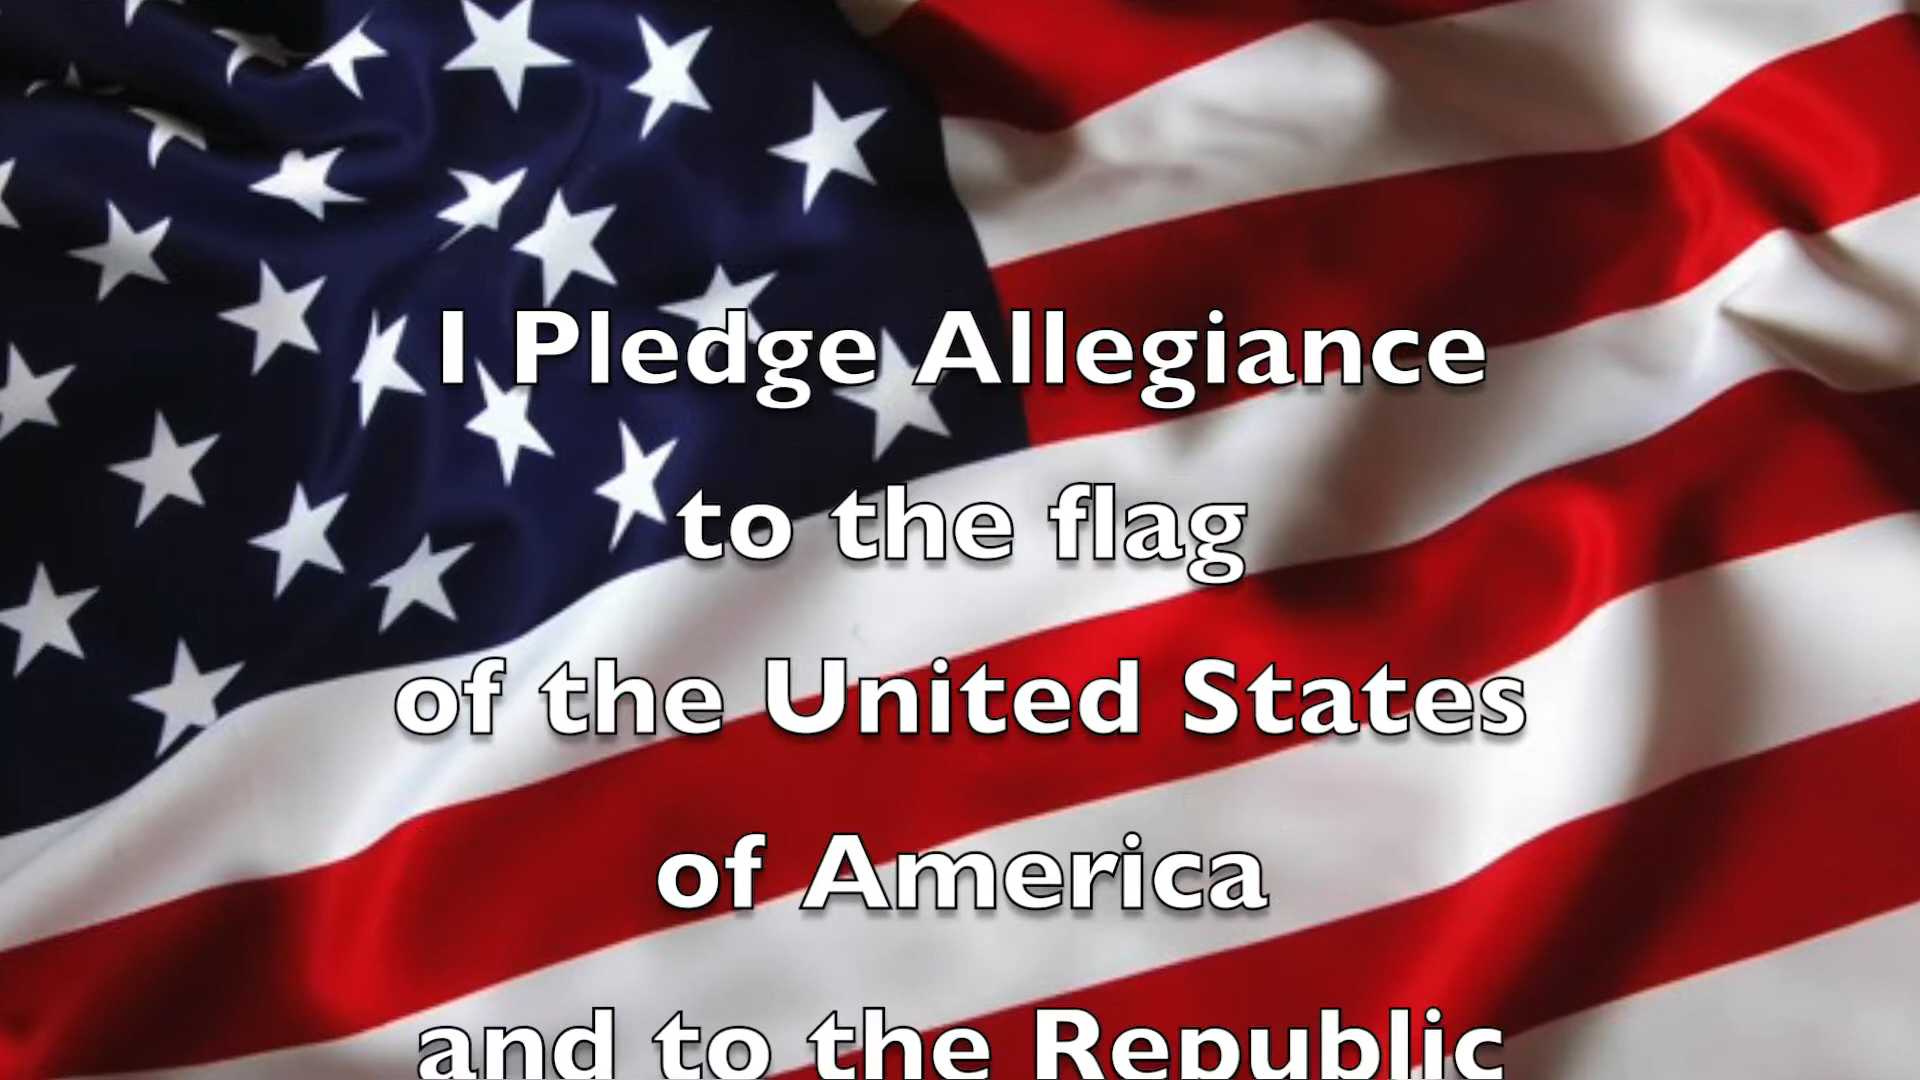 I Pledge Allegiance
to the flag
of the United States
of America
and to the Republic